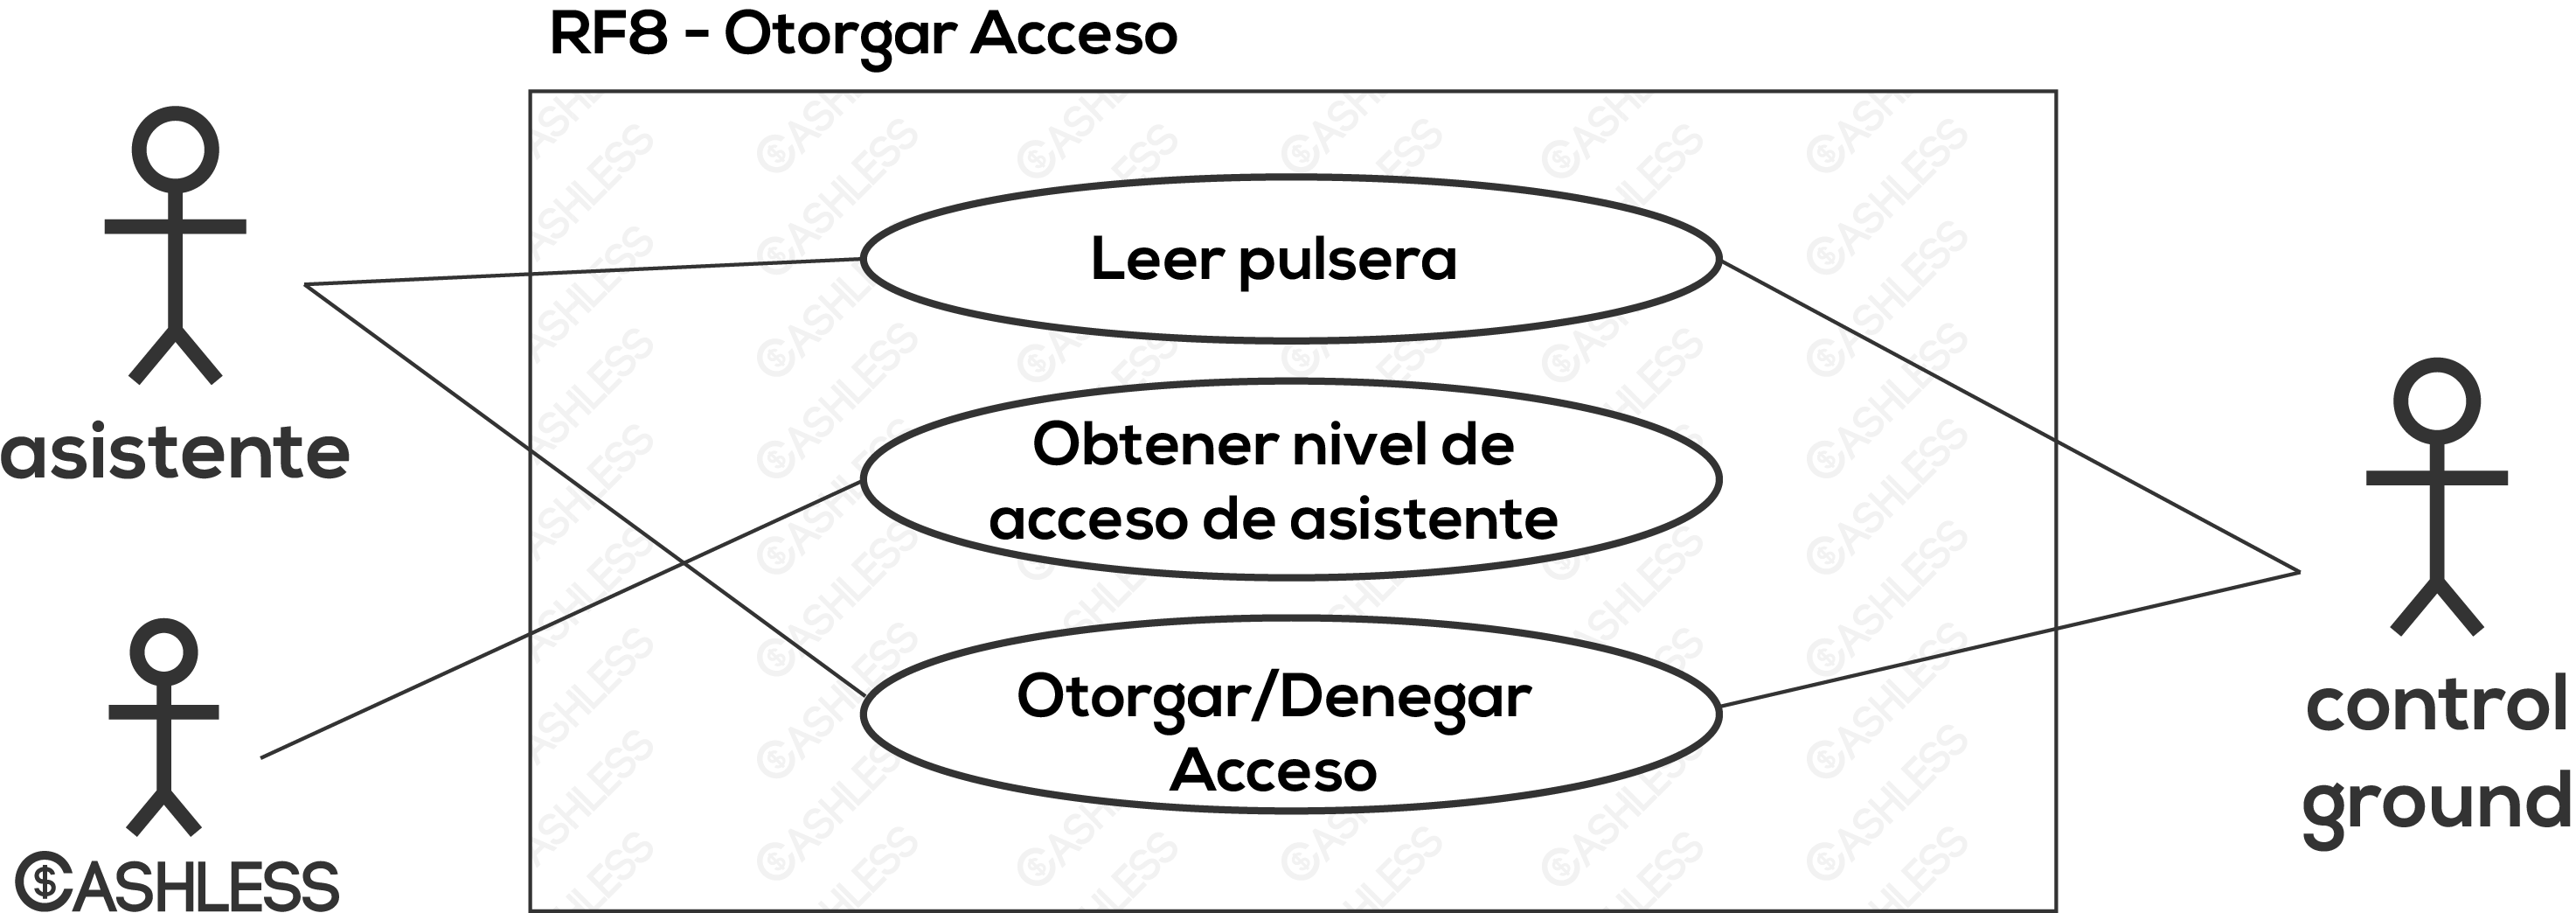 RF8 - Otorgar Acceso
asistente
CASHLESS
Leer pulsera
Obtener nivel de
acceso de asistente
Otorgar/Denegar
Acceso
control
ground